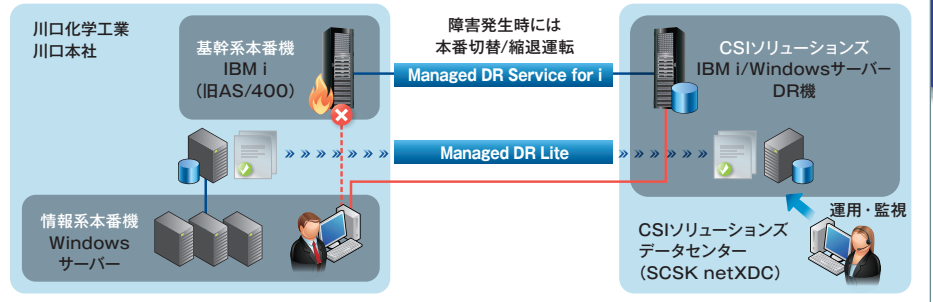 川口化学工業
川口本社
基幹系本番機
IBM i
（旧AS/400）
障害発生時には
本番切替/縮退運転
Managed DR Service for i
CSIソリューションズ
IBM i/Windowsサーバー
DR機
Managed DR Lite
情報系本番機
Windows
サーバー
運用・監視
CSIソリューションズ
データセンター
（SCSK netXDC）